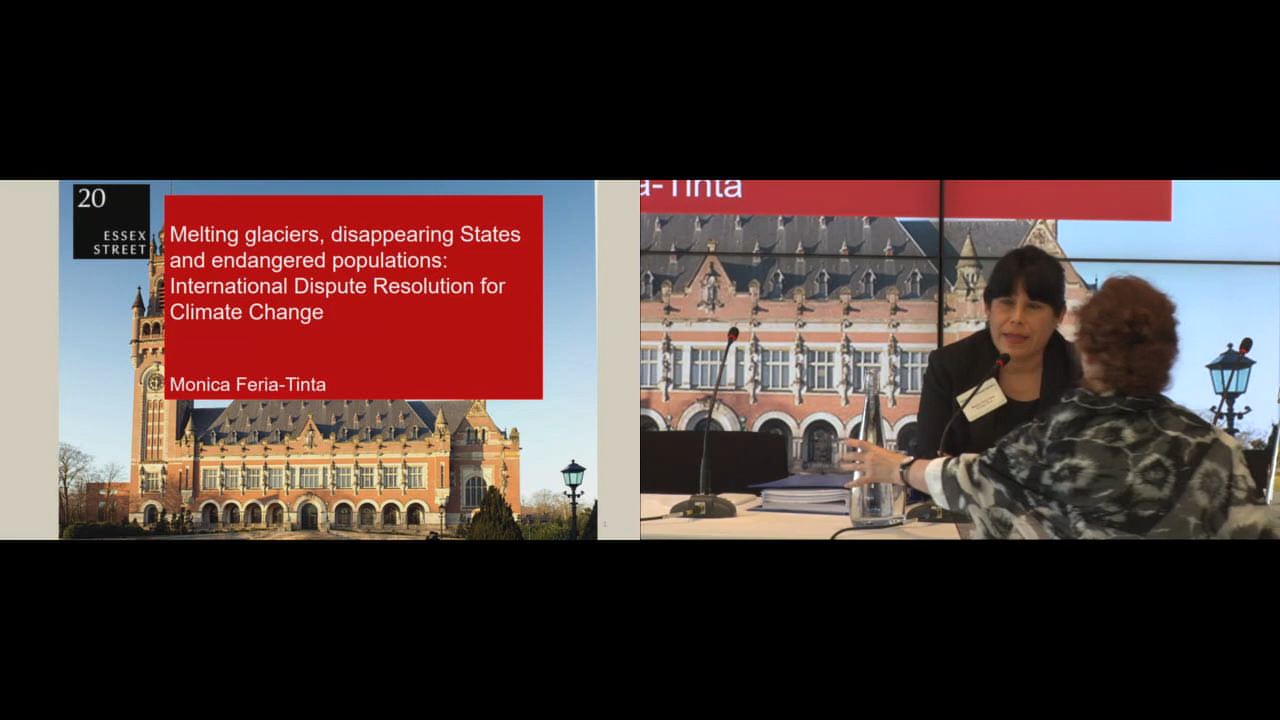 20
ESSEX
STREET
Melting glaciers, disappearing States
and endangered populations:
International Dispute Resolution for
Climate Change
Monica Feria-Tinta
1
a-Tinta